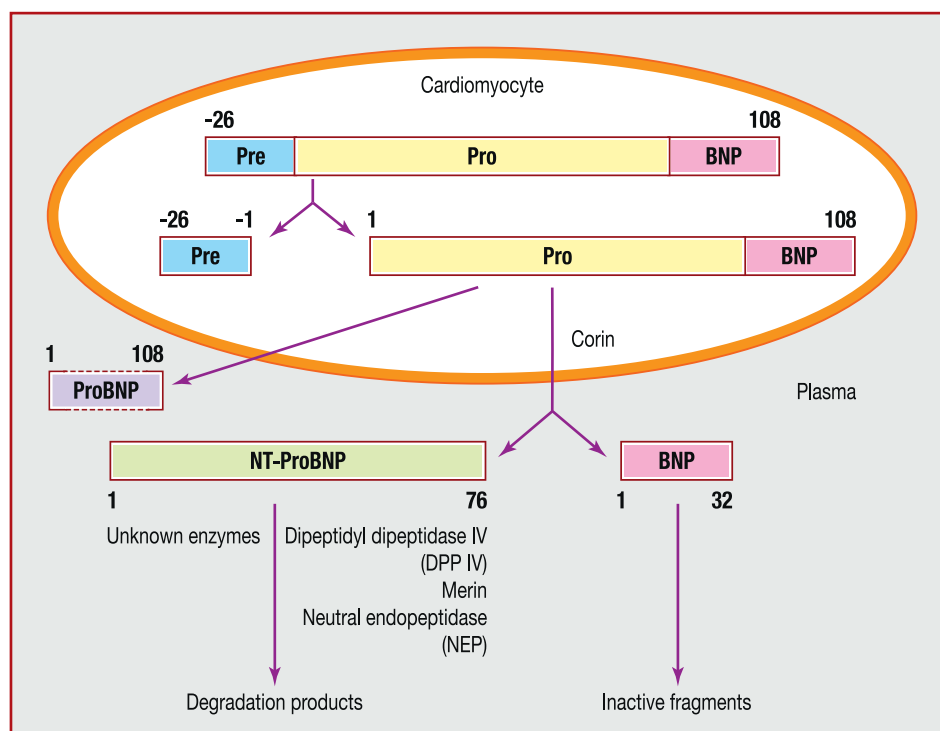 Cardiomyocyte
-26 108
Pre Pro BNP
-26 -1 1 108
Pre Pro BNP
Corin
1 108
ProBNP
Plasma
NT-ProBNP BNP
1 76 1 32
Unknown enzymes Dipeptidyl dipeptidase IV
(DPP IV)
Merin
Neutral endopeptidase
(NEP)
Degradation products Inactive fragments